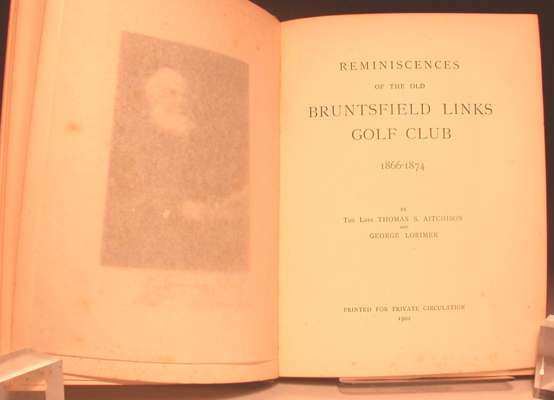 REMINISCENCES
OF THE OLD
BRUNTSFIELD LINKS
GOLF CLUB
1866-1874
BY
THE LATE THOMAS S. AITCHISON
AND
GEORGE LORIMER
PRINTED FOR PRIVATE CIRCULATION
1902